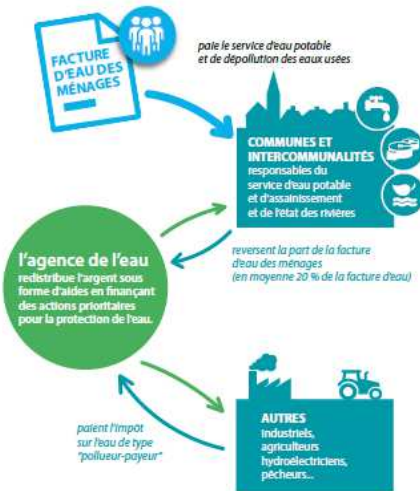 FACTURE
D'EAU DES
MÉNAGES
paie le service d'eau potable
et de dépollution des eaux usées
COMMUNES ET
INTERCOMMUNALITÉS
responsables du
service d'eau potable
et d'assainissement
et de l'état des rivières
l'agence de l'eau
redistribue l'argent sous
forme d'aides en finançant
des actions prioritaires
pour la protection de l'eau.
reversent la part de la facture
d'eau des ménages
(en moyenne 20 % de la facture d'eau)
paient l'impôt
sur l'eau de type
"pollueur-payeur"
AUTRES
industriels,
agriculteurs
hydroélectriciens,
pêcheurs...